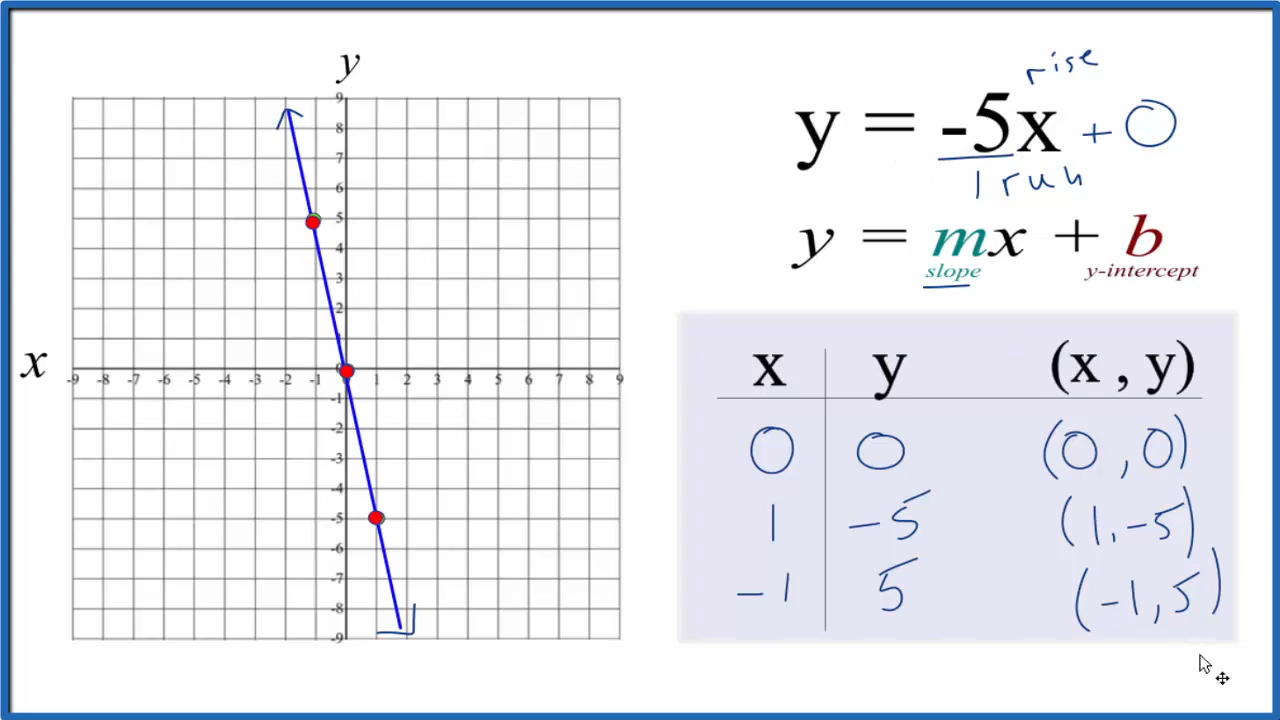 y
9
8
7
6
5
4
3
2
1
x
-9 -8 -7 -6 -5 -4 -3 -2 -1 0 1 2 3 4 5 6 7 8 9
-1
-2
-3
-4
-5
-6
-7
-8
-9
rise
y = -5x + 0
1 run
y = mx + b
slope y-intercept
x y (x , y)
0 0 (0 , 0)
1 -5 (1, -5)
-1 5 (-1, 5)